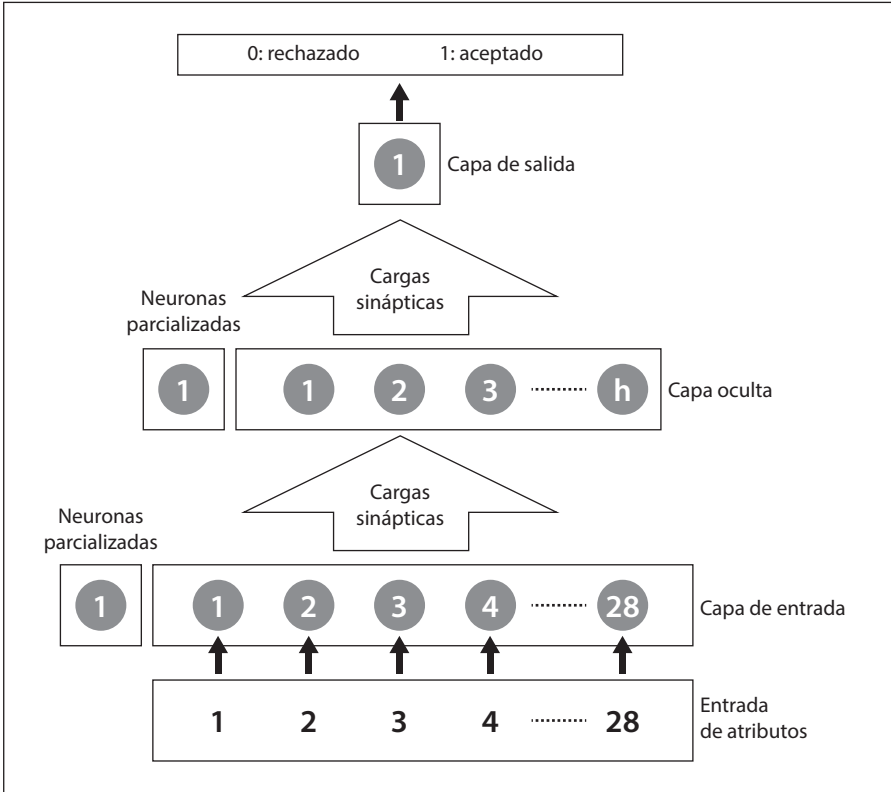 0: rechazado 1: aceptado
1
Capa de salida
Cargas
sinápticas
Neuronas
parcializadas
1
1 2 3 h
Capa oculta
Cargas
sinápticas
Neuronas
parcializadas
1
1 2 3 4 28
Capa de entrada
1 2 3 4 28
Entrada
de atributos